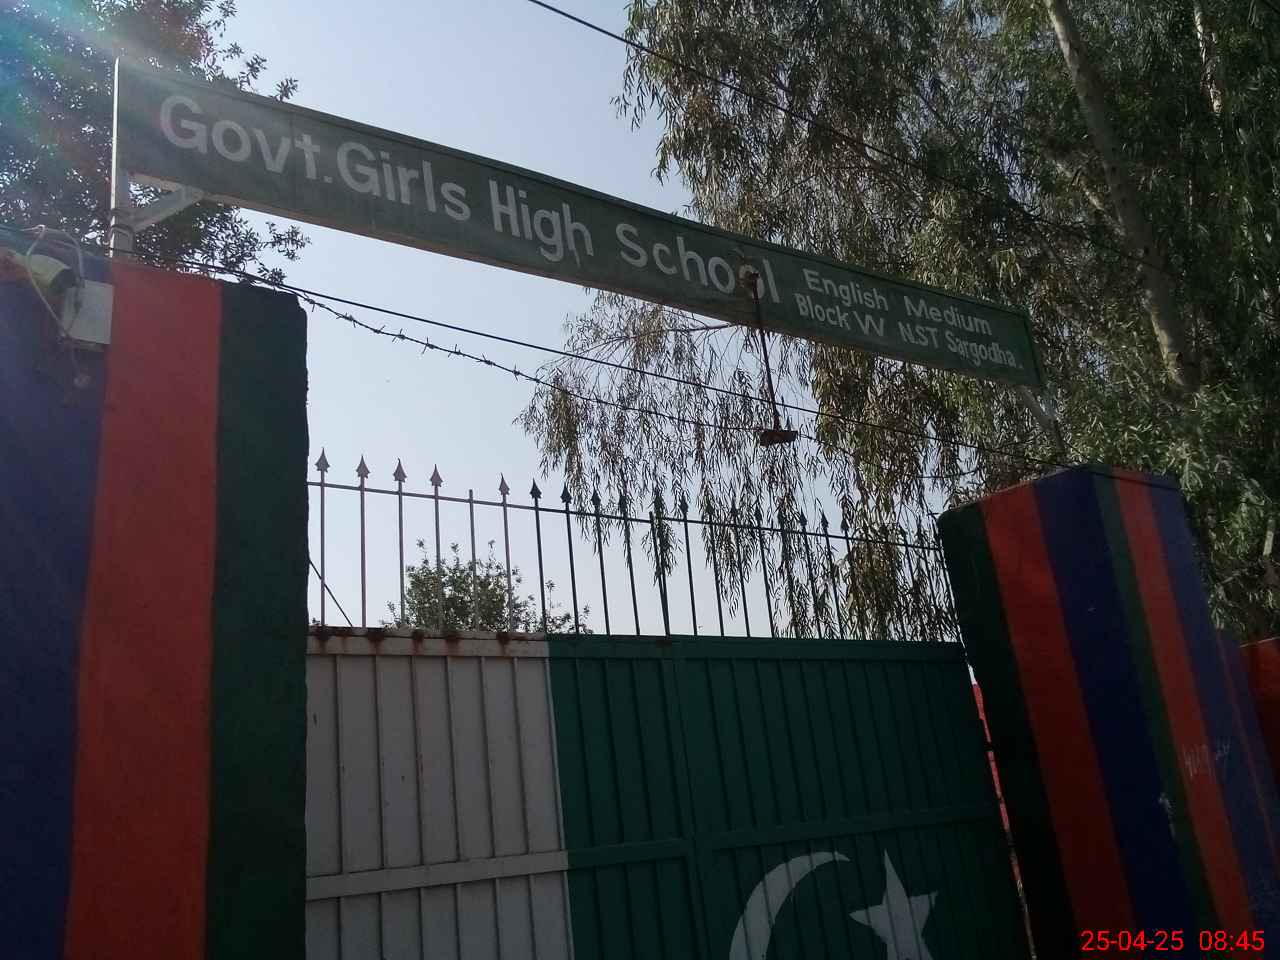 Govt. Girls High School
English Medium
Block W N.S.T Sargodha.
25-04-25 08:45